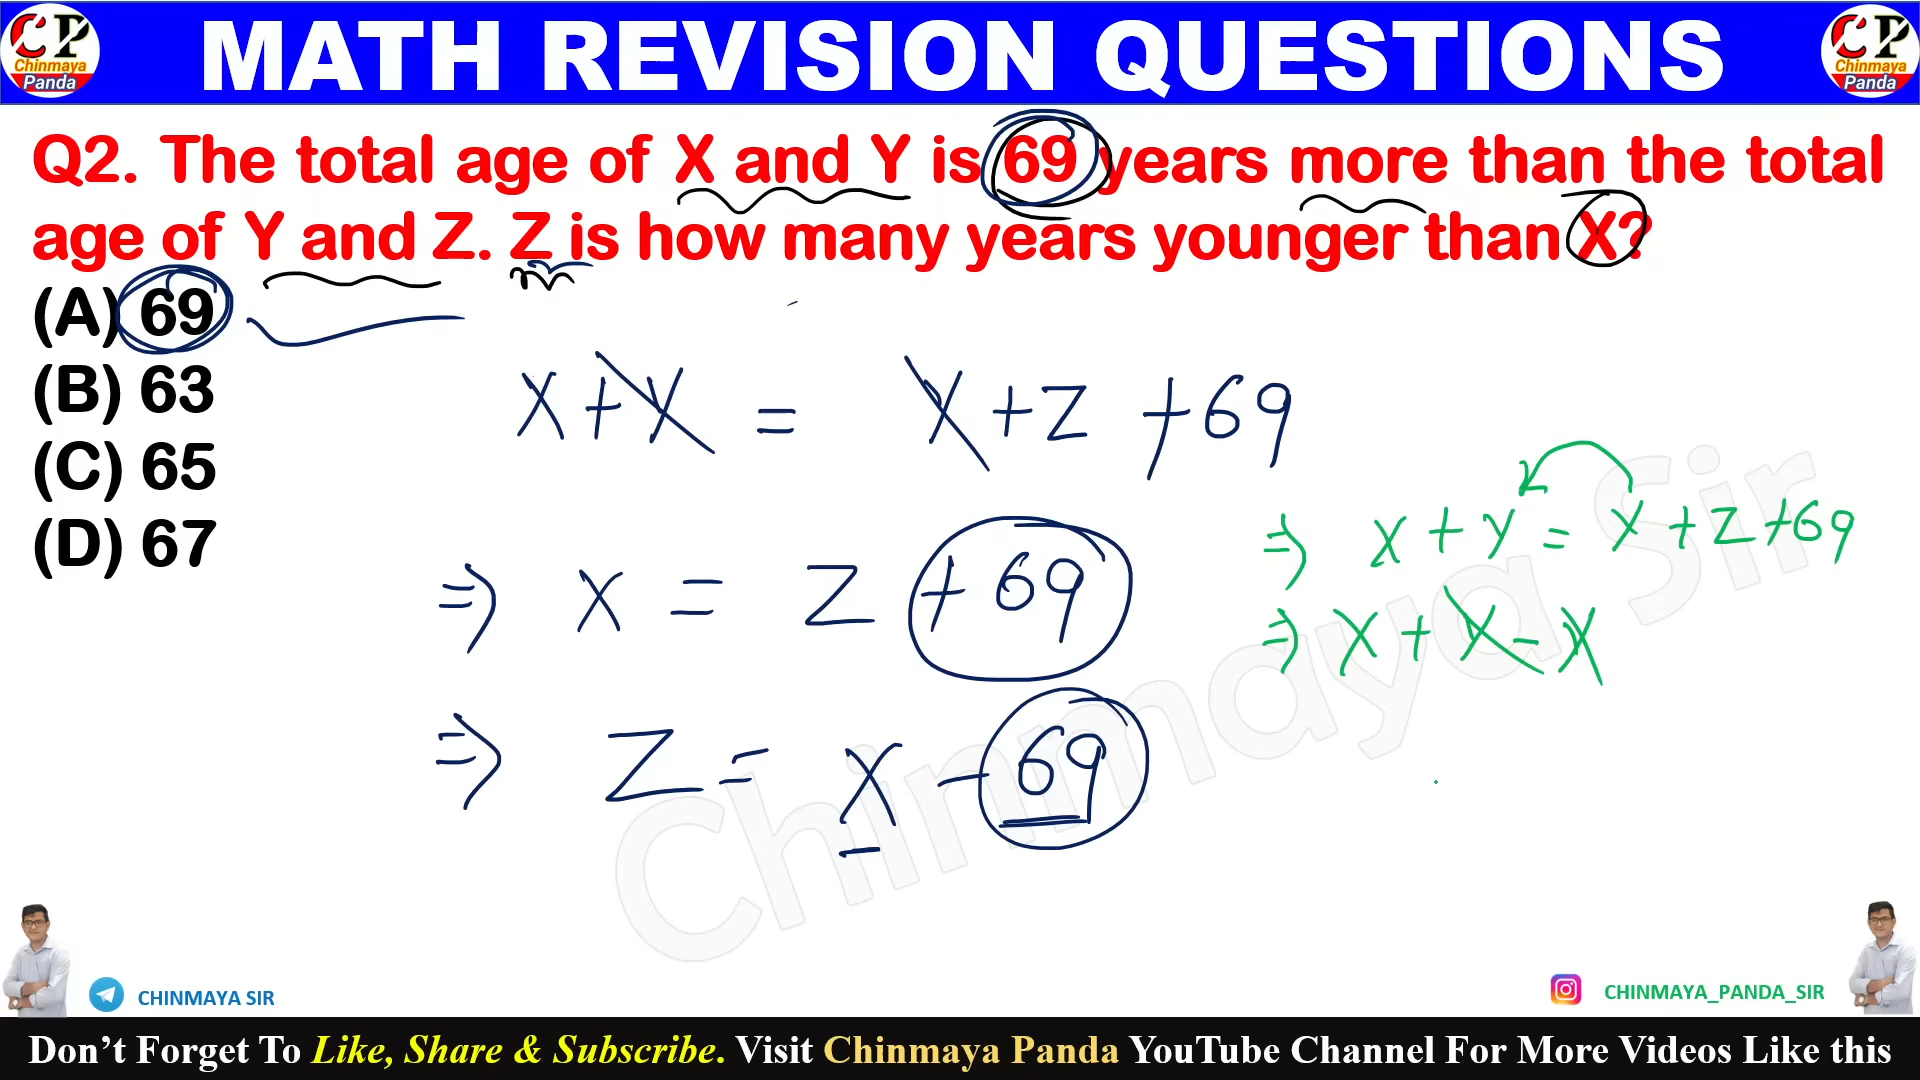 CP Chinmaya Panda
MATH REVISION QUESTIONS
CP Chinmaya Panda
Q2. The total age of X and Y is 69 years more than the total
age of Y and Z. Z is how many years younger than X?
(A) 69
(B) 63
(C) 65
(D) 67
X + Y = Y + Z + 69
⇒ X = Z + 69
⇒ Z = X - 69
⇒ X + Y = Y + Z + 69
⇒ X + Y - Y
Chinmaya Sir
CHINMAYA SIR
CHINMAYA_PANDA_SIR
Don't Forget To Like, Share & Subscribe. Visit Chinmaya Panda YouTube Channel For More Videos Like this